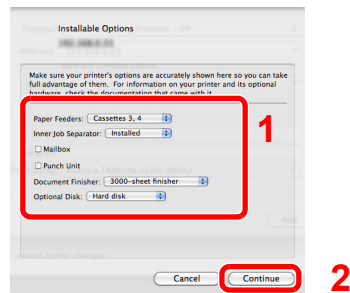 Installable Options
Make sure your printer's options are accurately shown here so you can take
full advantage of them. For information on your printer and its optional
hardware, check the documentation that came with it.
Paper Feeders: Cassettes 3, 4
Inner Job Separator: Installed
Mailbox
Punch Unit
Document Finisher: 3000-sheet finisher
Optional Disk: Hard disk
1
Add
Cancel Continue 2